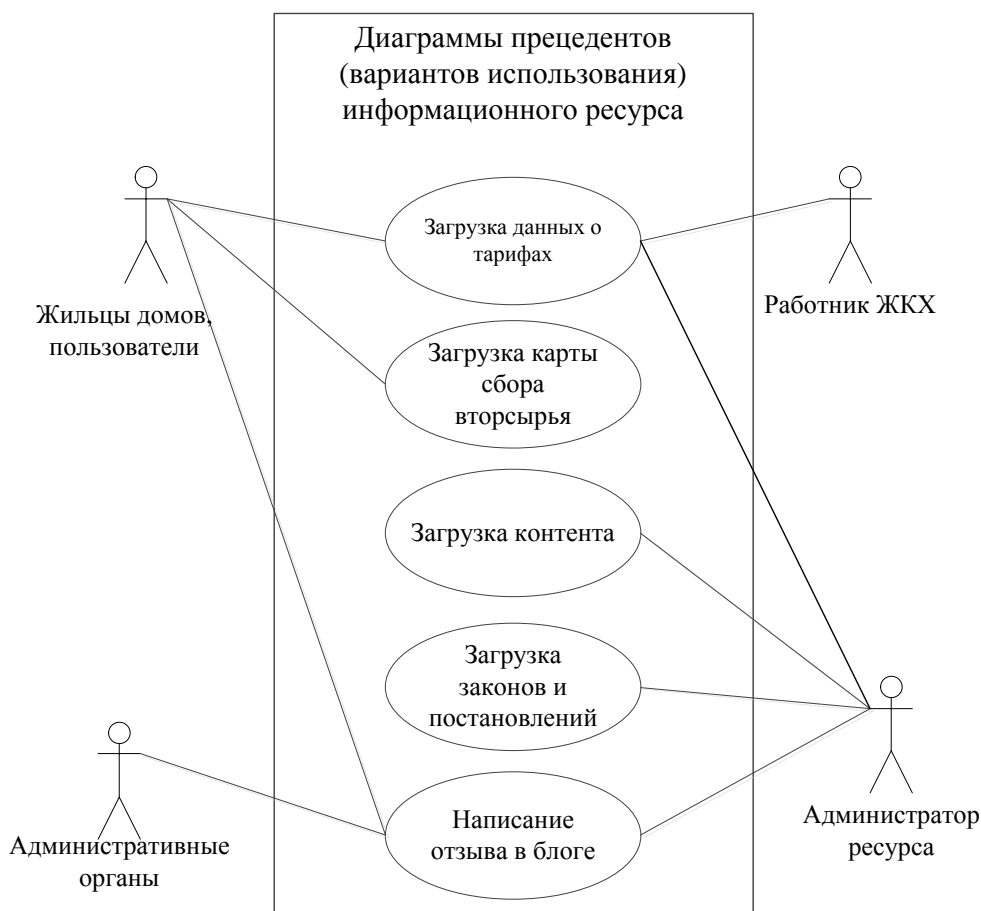 Диаграммы прецедентов
(вариантов использования)
информационного ресурса
Загрузка данных о
тарифах
Жильцы домов,
пользователи
Работник ЖКХ
Загрузка карты
сбора
вторсырья
Загрузка контента
Загрузка
законов и
постановлений
Написание
отзыва в блоге
Административные
органы
Администратор
ресурса